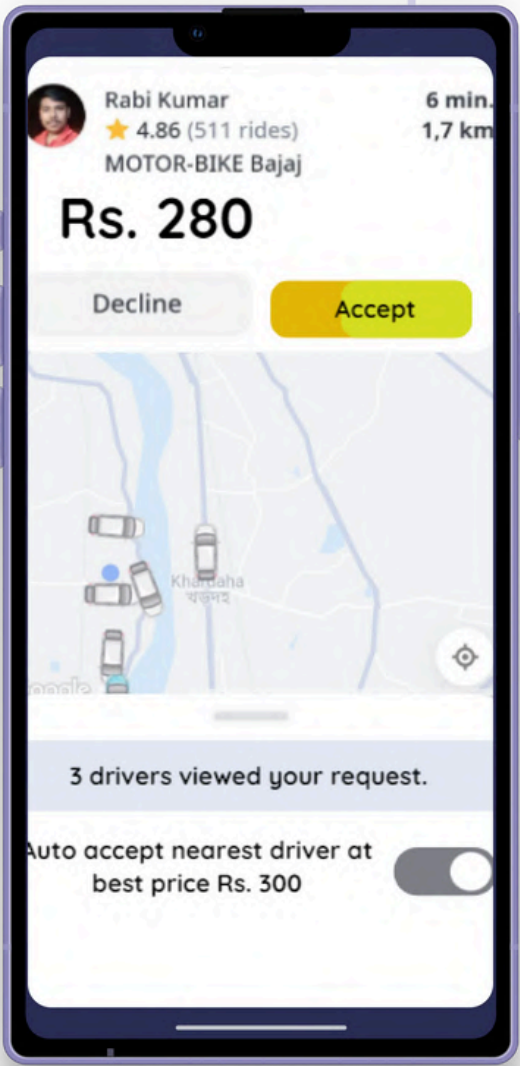 Rabi Kumar
6 min.
4.86 (511 rides)
1,7 km
MOTOR-BIKE Bajaj
Rs. 280
Decline
Accept
Khardaha
খড়দহ
3 drivers viewed your request.
Auto accept nearest driver at
best price Rs. 300